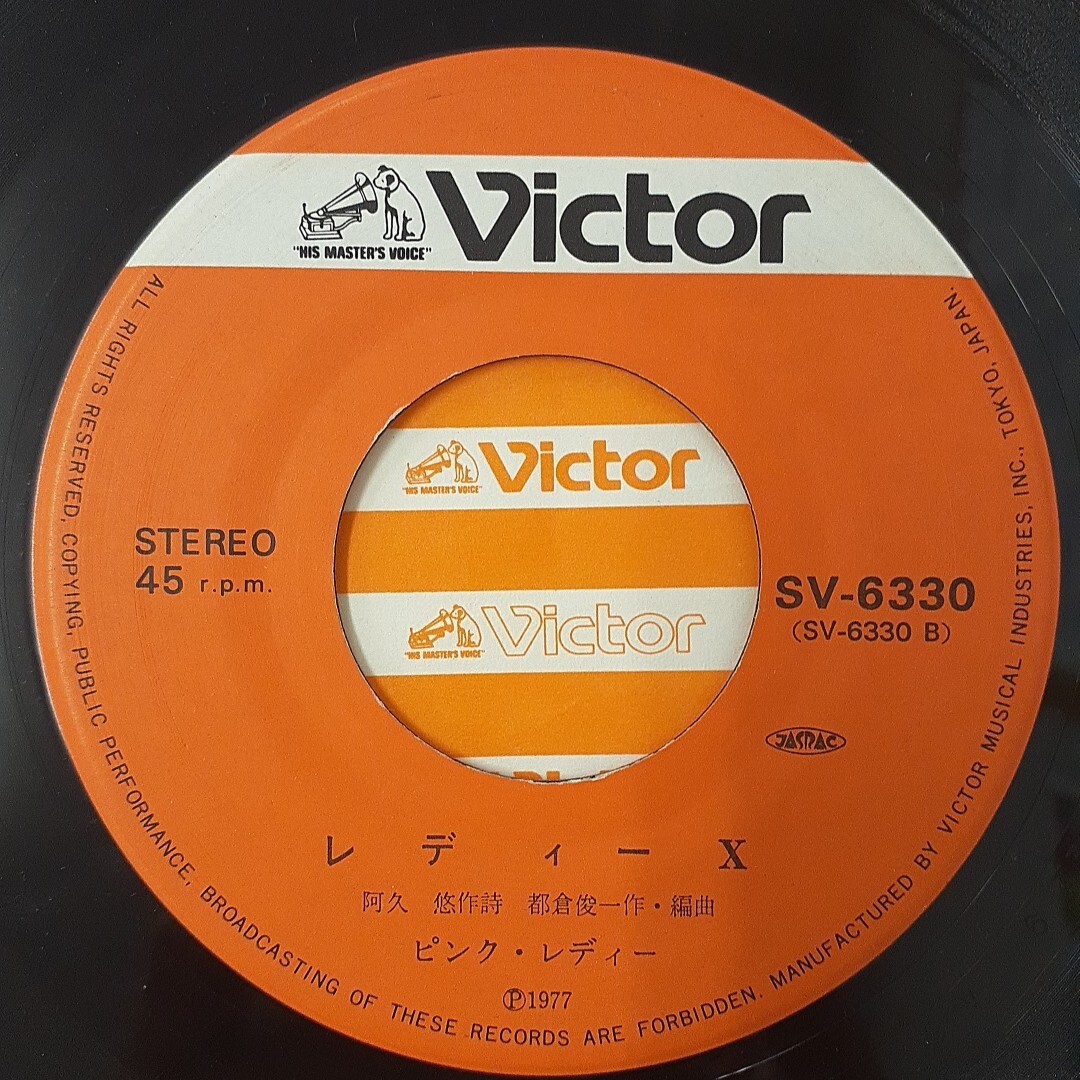 Victor
"HIS MASTER'S VOICE"
ALL RIGHTS RESERVED, COPYING, PUBLIC PERFORMANCE, BROADCASTING OF THESE RECORDS ARE FORBIDDEN. MANUFACTURED BY VICTOR MUSICAL INDUSTRIES, INC., TOKYO, JAPAN.
Victor
"HIS MASTER'S VOICE"
STEREO
45 r.p.m.
SV-6330
(SV-6330 B)
Victor
"HIS MASTER'S VOICE"
JASRAC
レディーX
阿久 悠作詩 都倉俊一作・編曲
ピンク・レディー
Ⓟ1977